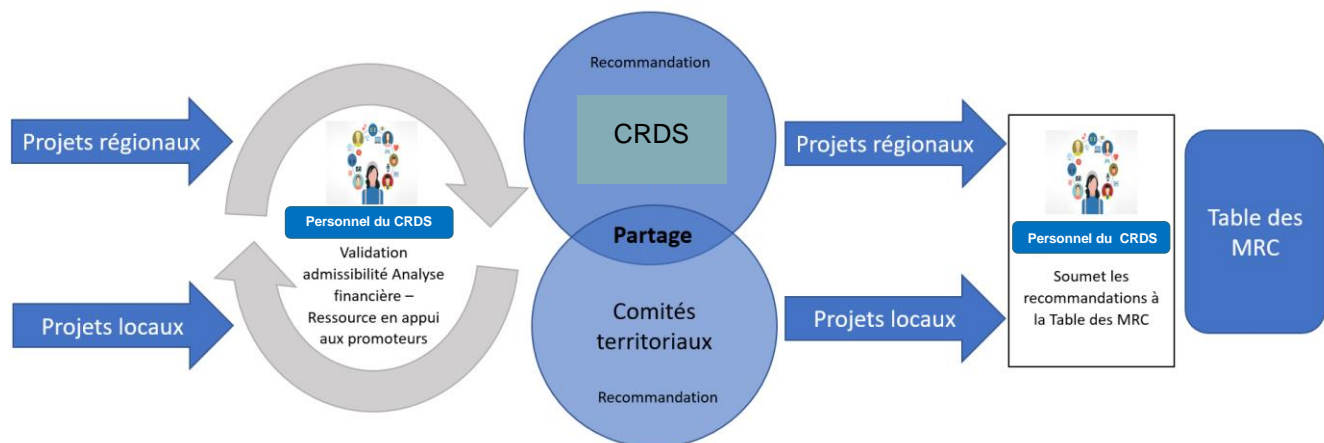 Projets régionaux
Projets locaux
Personnel du CRDS
Validation
admissibilité Analyse
financière –
Ressource en appui
aux promoteurs
Recommandation
CRDS
Partage
Comités
territoriaux
Recommandation
Projets régionaux
Projets locaux
Personnel du CRDS
Soumet les
recommandations à
la Table des MRC
Table des
MRC